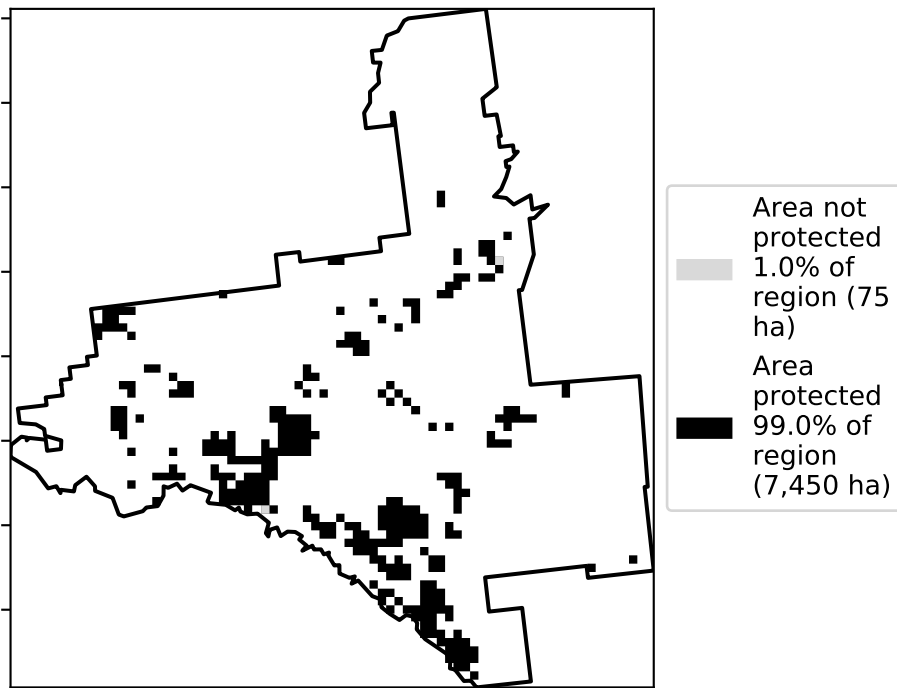 Area not
protected
1.0% of
region (75
ha)
Area
protected
99.0% of
region
(7,450 ha)